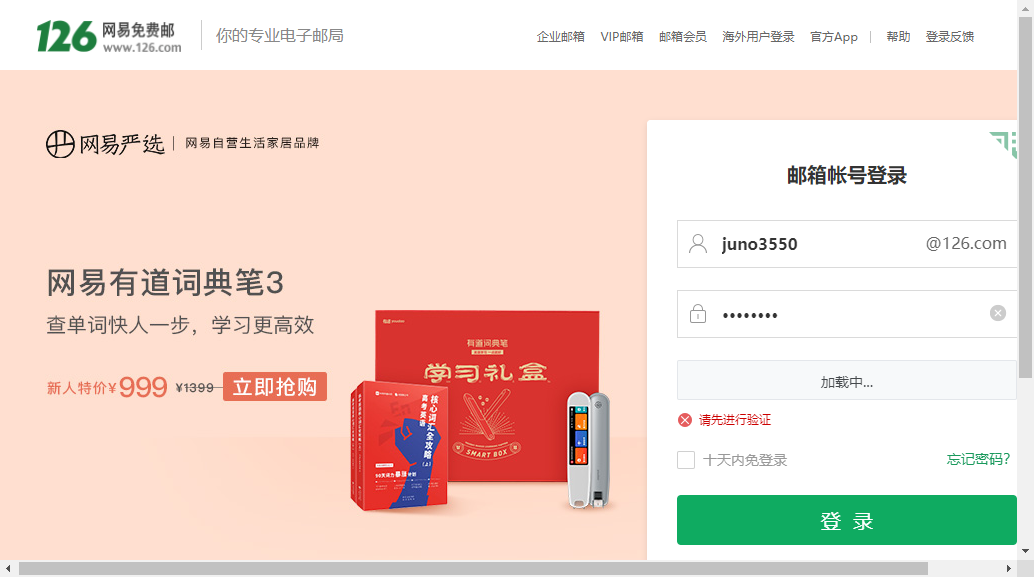 126 网易免费邮
www.126.com
你的专业电子邮局
企业邮箱 VIP邮箱 邮箱会员 海外用户登录 官方App | 帮助 登录反馈
网易严选 | 网易自营生活家居品牌
邮箱帐号登录
juno3550 @126.com
网易有道词典笔3
查单词快人一步，学习更高效
新人特价¥999 ¥1399 立即抢购
有道词典笔
学习礼盒
SMART BOX
核心词汇全攻略(上)
高考英语
加载中...
请先进行验证
十天内免登录 忘记密码?
登 录